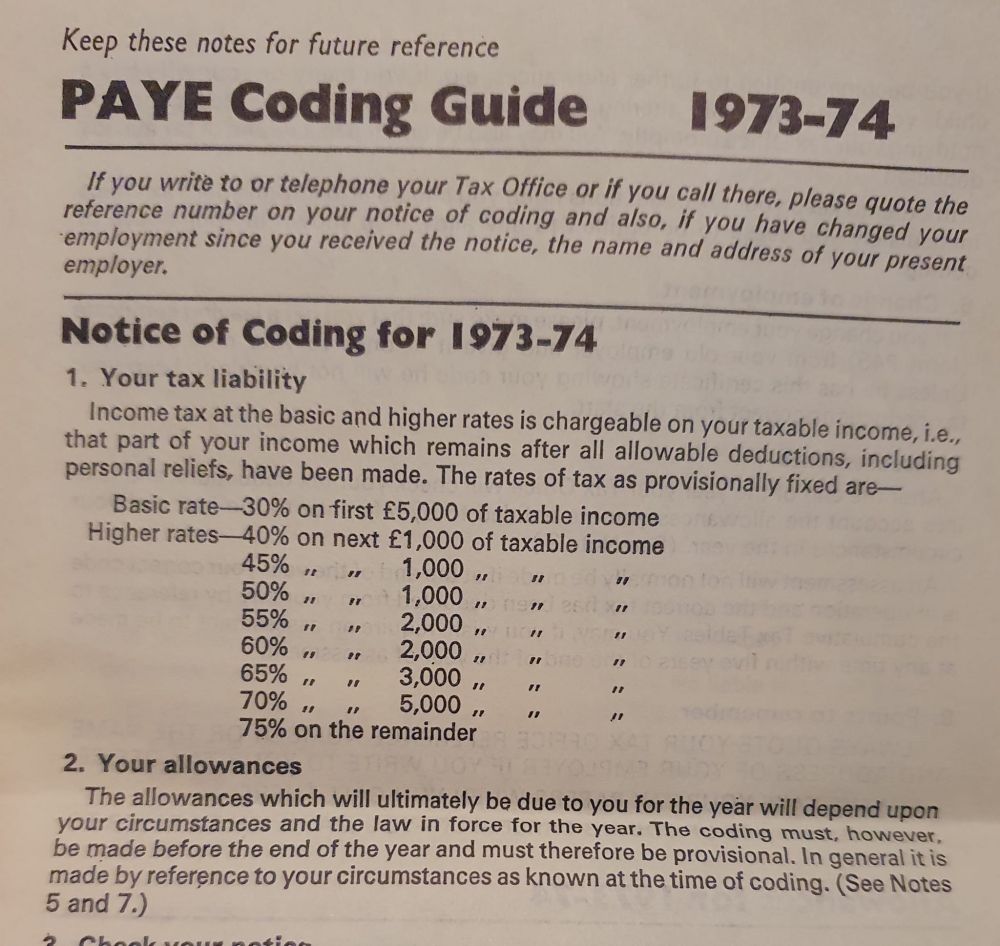 Keep these notes for future reference
PAYE Coding Guide 1973-74
If you write to or telephone your Tax Office or if you call there, please quote the
reference number on your notice of coding and also, if you have changed your
employment since you received the notice, the name and address of your present
employer.
Notice of Coding for 1973-74
1. Your tax liability
Income tax at the basic and higher rates is chargeable on your taxable income, i.e.,
that part of your income which remains after all allowable deductions, including
personal reliefs, have been made. The rates of tax as provisionally fixed are—
Basic rate—30% on first £5,000 of taxable income
Higher rates—40% on next £1,000 of taxable income
45% „ „ 1,000 „ „ „
50% „ „ 1,000 „ „ „
55% „ „ 2,000 „ „ „
60% „ „ 2,000 „ „ „
65% „ „ 3,000 „ „ „
70% „ „ 5,000 „ „ „
75% on the remainder
2. Your allowances
The allowances which will ultimately be due to you for the year will depend upon
your circumstances and the law in force for the year. The coding must, however,
be made before the end of the year and must therefore be provisional. In general it is
made by reference to your circumstances as known at the time of coding. (See Notes
5 and 7.)
3. Check your notice